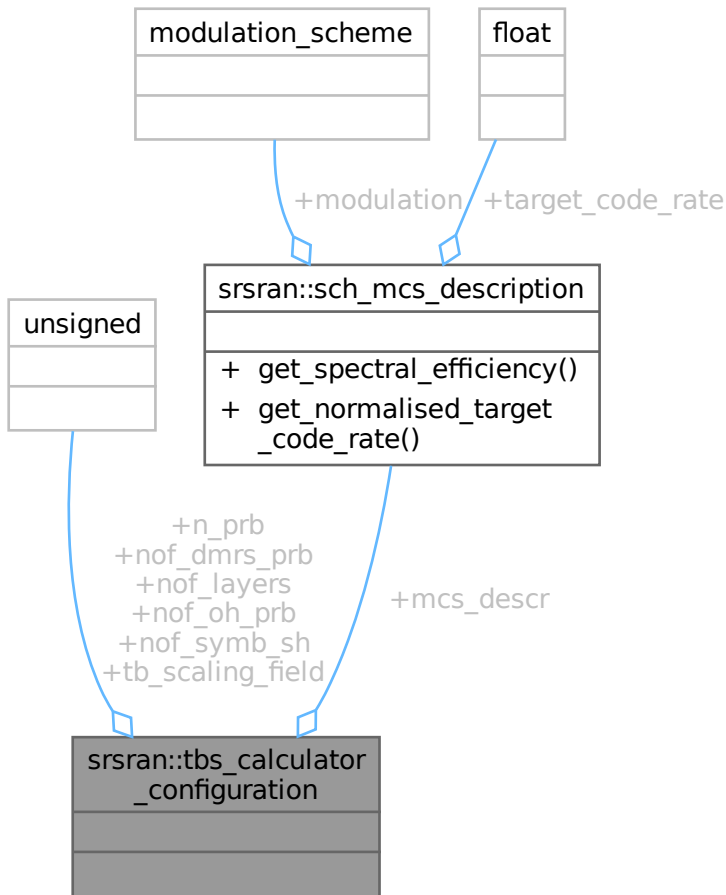 modulation_scheme
float
+modulation
+target_code_rate
srsran::sch_mcs_description
+ get_spectral_efficiency()
+ get_normalised_target
_code_rate()
unsigned
+n_prb
+nof_dmrs_prb
+nof_layers
+nof_oh_prb
+nof_symb_sh
+tb_scaling_field
+mcs_descr
srsran::tbs_calculator
_configuration